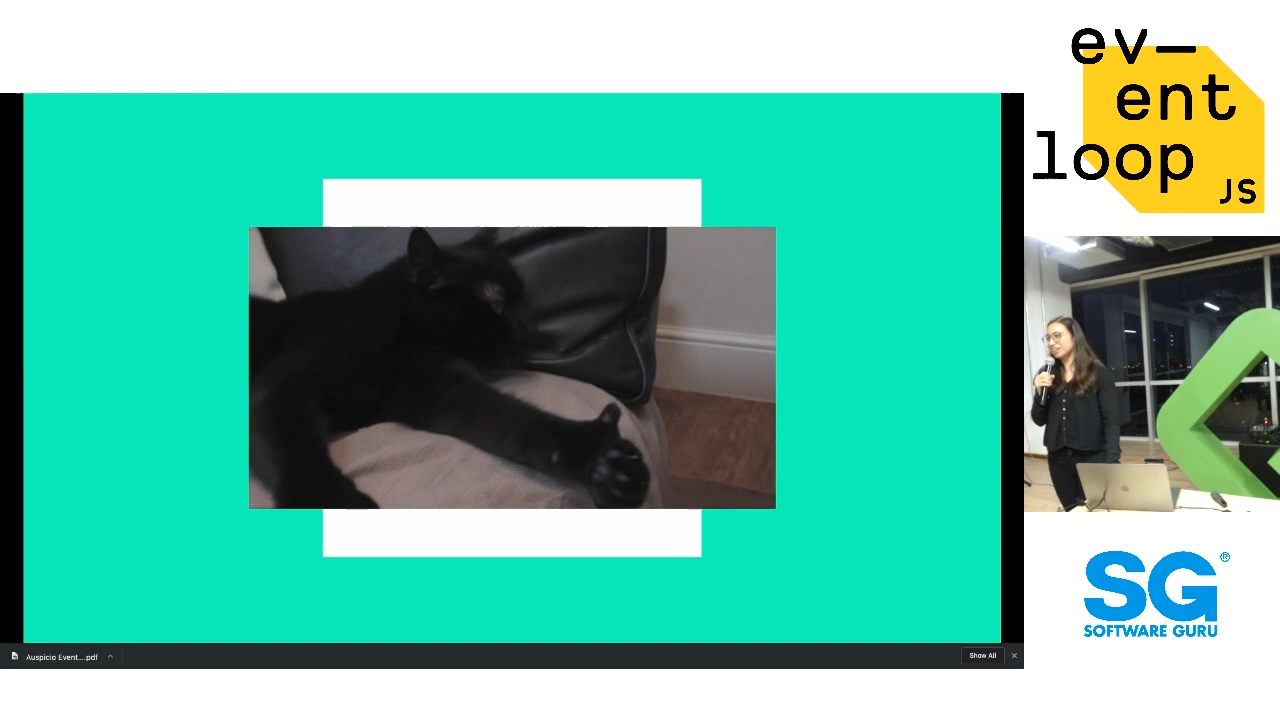 ev—
ent
loop
JS
SG®
SOFTWARE GURU
Auspicio Event....pdf
Show All